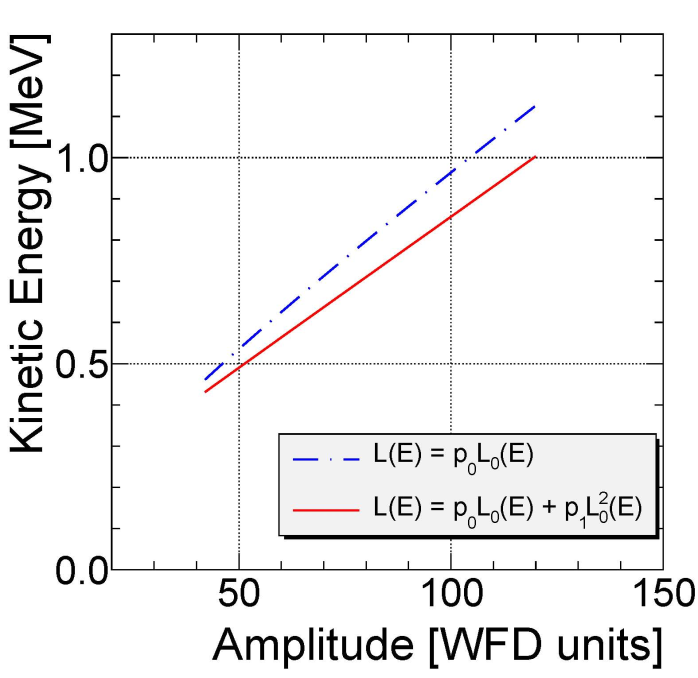 Kinetic Energy [MeV]
1.0
0.5
0.0
L(E) = p₀L₀(E)
L(E) = p₀L₀(E) + p₁L₀²(E)
50 100 150
Amplitude [WFD units]